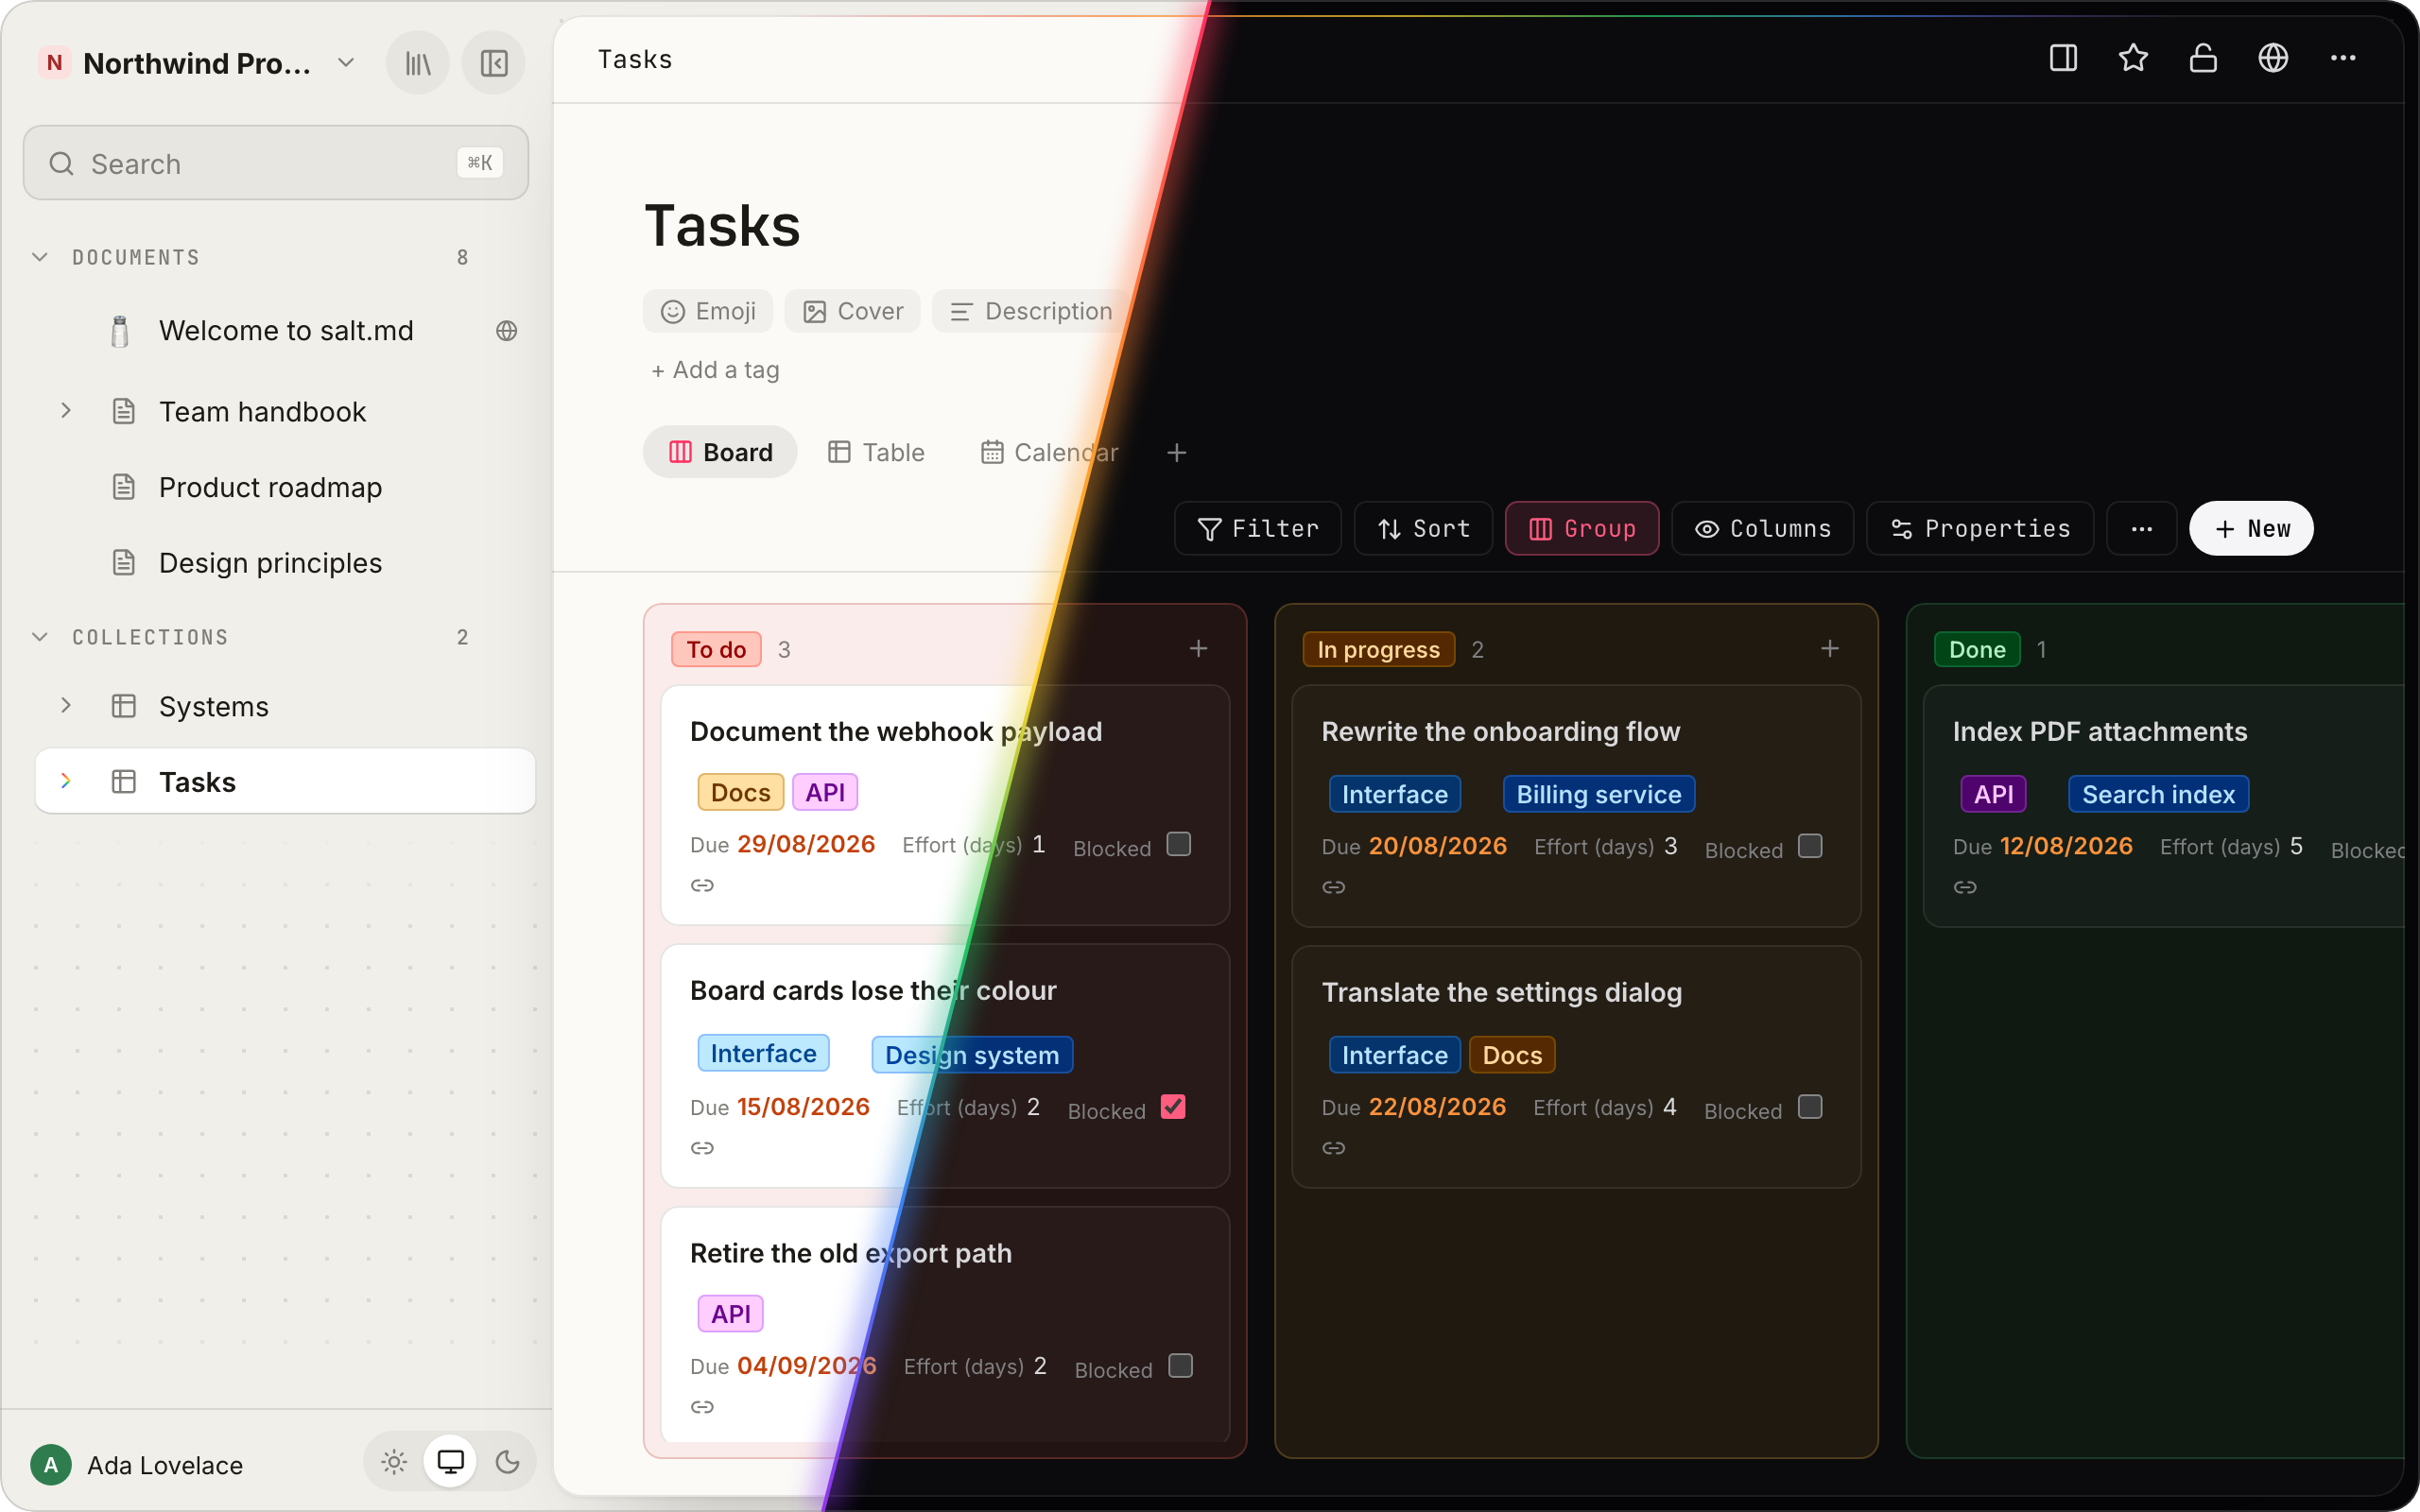 N Northwind Pro...
Search ⌘K
DOCUMENTS 8
Welcome to salt.md
Team handbook
Product roadmap
Design principles
COLLECTIONS 2
Systems
Tasks
A Ada Lovelace
Tasks
Tasks
Emoji Cover Description
+ Add a tag
Board Table Calendar +
Filter Sort Group Columns Properties ... + New
To do 3 +
Document the webhook payload
Docs API
Due 29/08/2026 Effort (days) 1 Blocked
Board cards lose their colour
Interface Design system
Due 15/08/2026 Effort (days) 2 Blocked
Retire the old export path
API
Due 04/09/2026 Effort (days) 2 Blocked
In progress 2 +
Rewrite the onboarding flow
Interface Billing service
Due 20/08/2026 Effort (days) 3 Blocked
Translate the settings dialog
Interface Docs
Due 22/08/2026 Effort (days) 4 Blocked
Done 1
Index PDF attachments
API Search index
Due 12/08/2026 Effort (days) 5 Blocked